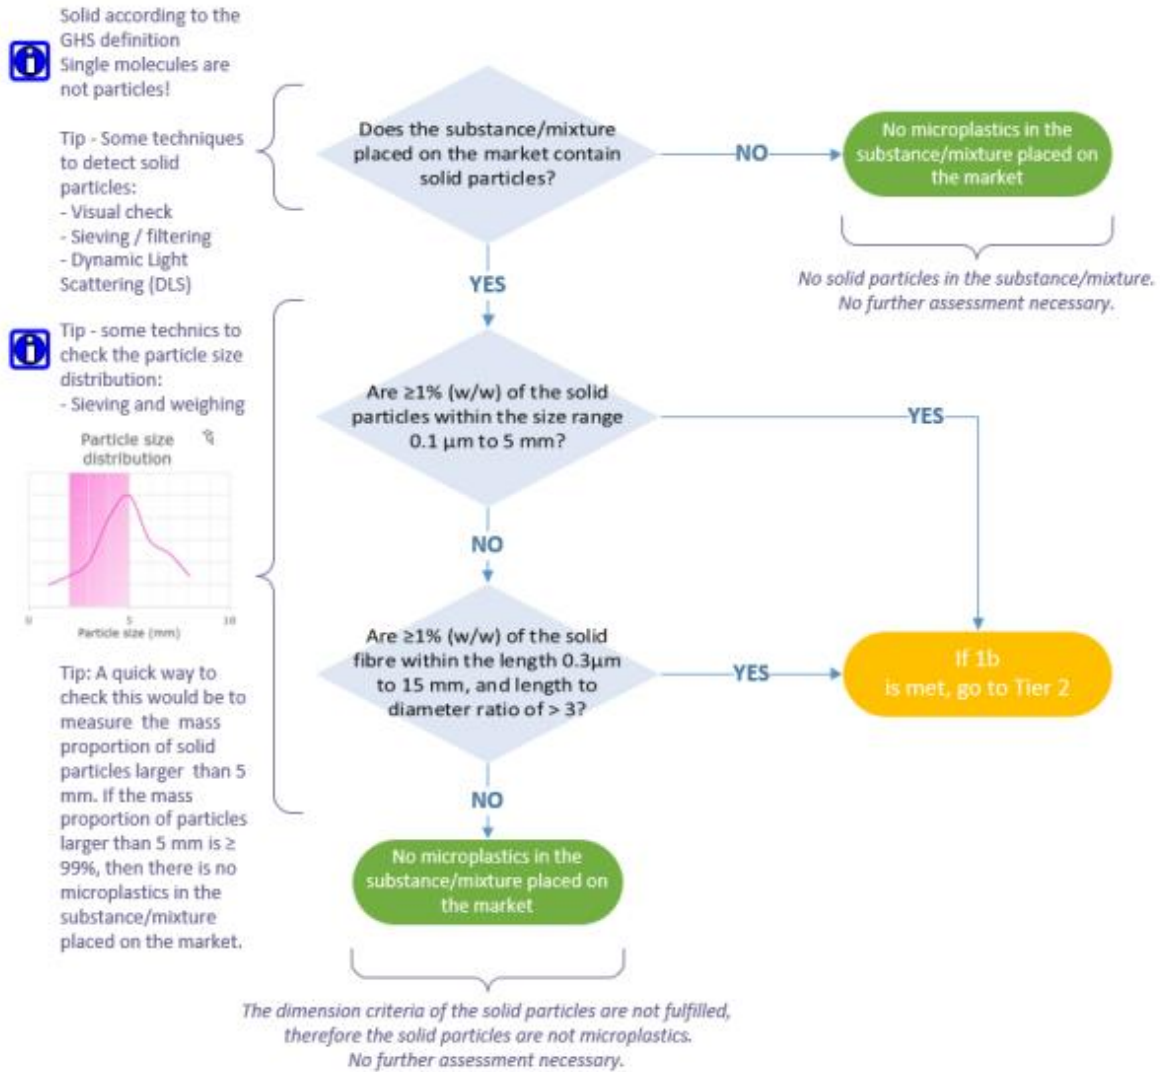 Solid according to the
GHS definition
Single molecules are
not particles!
Tip - Some techniques
to detect solid
particles:
- Visual check
- Sieving / filtering
- Dynamic Light
Scattering (DLS)
Does the substance/mixture
placed on the market contain
solid particles?
NO
No microplastics in the
substance/mixture placed on
the market
No solid particles in the substance/mixture.
No further assessment necessary.
YES
Tip - some technics to
check the particle size
distribution:
- Sieving and weighing
Particle size
distribution
0
5
10
Particle size (mm)
Are ≥1% (w/w) of the solid
particles within the size range
0.1 µm to 5 mm?
YES
NO
Are ≥1% (w/w) of the solid
fibre within the length 0.3µm
to 15 mm, and length to
diameter ratio of > 3?
YES
If 1b
is met, go to Tier 2
Tip: A quick way to
check this would be to
measure the mass
proportion of solid
particles larger than 5
mm. If the mass
proportion of particles
larger than 5 mm is ≥
99%, then there is no
microplastics in the
substance/mixture
placed on the market.
NO
No microplastics in the
substance/mixture placed on
the market
The dimension criteria of the solid particles are not fulfilled,
therefore the solid particles are not microplastics.
No further assessment necessary.